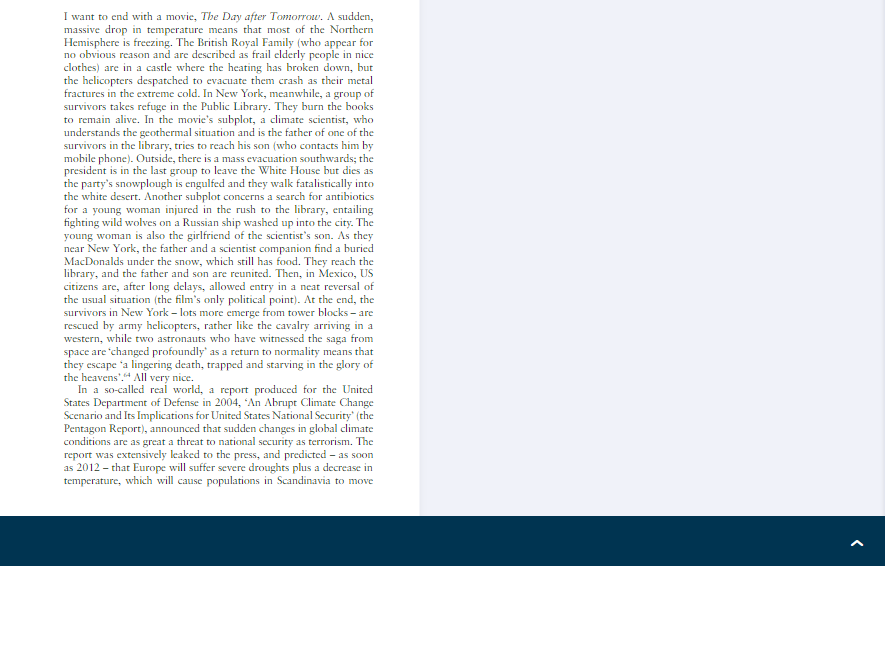 I want to end with a movie, The Day after Tomorrow. A sudden,
massive drop in temperature means that most of the Northern
Hemisphere is freezing. The British Royal Family (who appear for
no obvious reason and are described as frail elderly people in nice
clothes) are in a castle where the heating has broken down, but
the helicopters despatched to evacuate them crash as their metal
fractures in the extreme cold. In New York, meanwhile, a group of
survivors takes refuge in the Public Library. They burn the books
to remain alive. In the movie's subplot, a climate scientist, who
understands the geothermal situation and is the father of one of the
survivors in the library, tries to reach his son (who contacts him by
mobile phone). Outside, there is a mass evacuation southwards; the
president is in the last group to leave the White House but dies as
the party's snowplough is engulfed and they walk fatalistically into
the white desert. Another subplot concerns a search for antibiotics
for a young woman injured in the rush to the library, entailing
fighting wild wolves on a Russian ship washed up into the city. The
young woman is also the girlfriend of the scientist's son. As they
near New York, the father and a scientist companion find a buried
MacDonalds under the snow, which still has food. They reach the
library, and the father and son are reunited. Then, in Mexico, US
citizens are, after long delays, allowed entry in a neat reversal of
the usual situation (the film's only political point). At the end, the
survivors in New York – lots more emerge from tower blocks – are
rescued by army helicopters, rather like the cavalry arriving in a
western, while two astronauts who have witnessed the saga from
space are 'changed profoundly' as a return to normality means that
they escape 'a lingering death, trapped and starving in the glory of
the heavens'.⁶⁴ All very nice.
In a so-called real world, a report produced for the United
States Department of Defense in 2004, 'An Abrupt Climate Change
Scenario and Its Implications for United States National Security' (the
Pentagon Report), announced that sudden changes in global climate
conditions are as great a threat to national security as terrorism. The
report was extensively leaked to the press, and predicted – as soon
as 2012 – that Europe will suffer severe droughts plus a decrease in
temperature, which will cause populations in Scandinavia to move